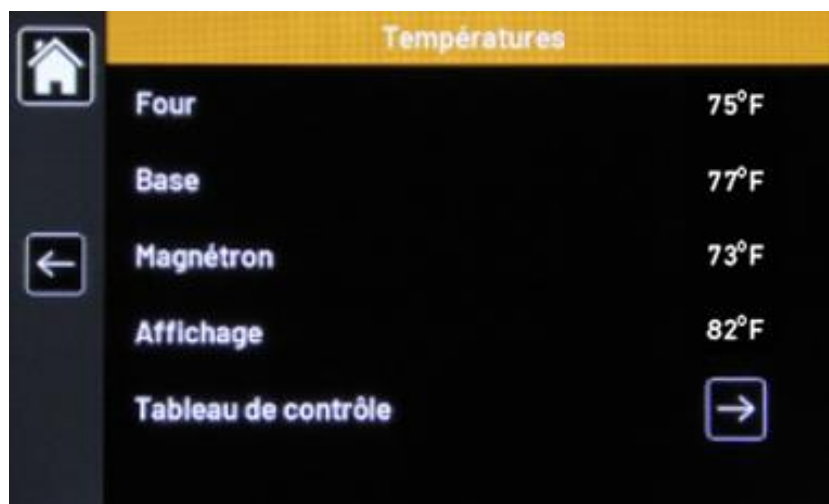 Températures
Four 75°F
Base 77°F
Magnétron 73°F
Affichage 82°F
Tableau de contrôle